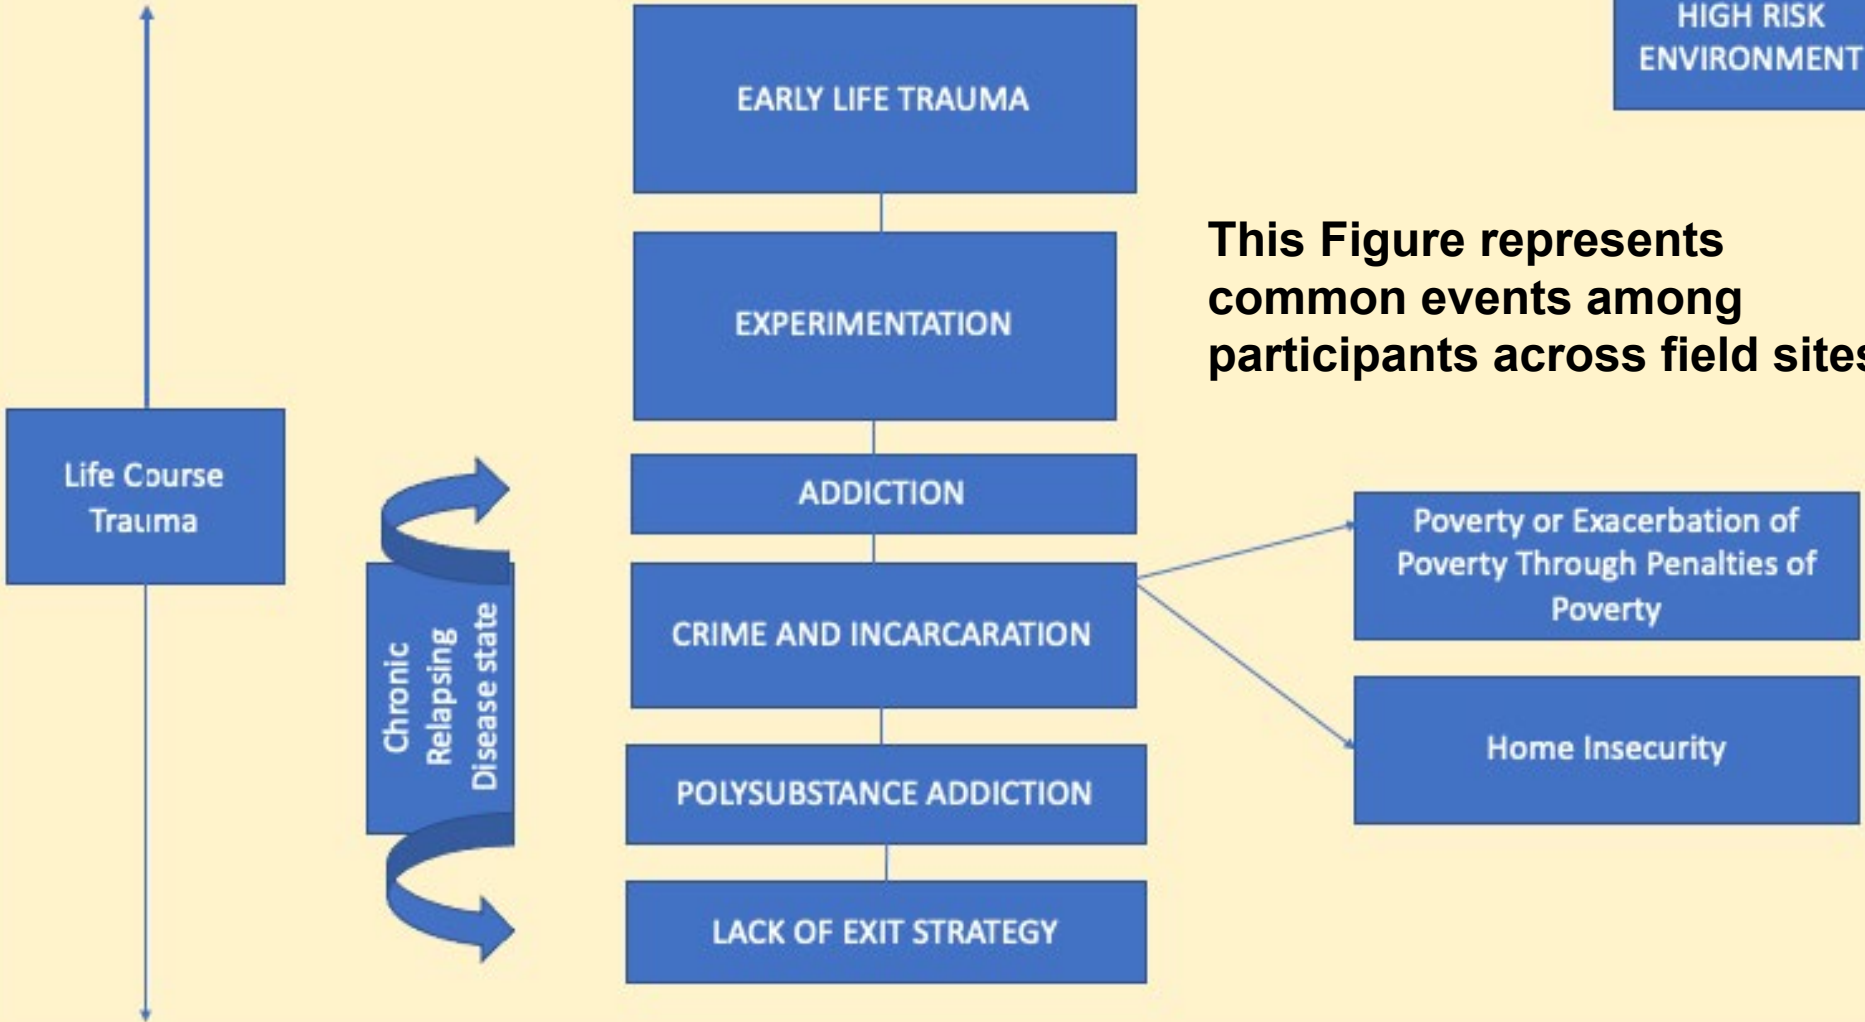 HIGH RISK
ENVIRONMENT
EARLY LIFE TRAUMA
This Figure represents
common events among
participants across field sites
EXPERIMENTATION
Life Course
Trauma
ADDICTION
Poverty or Exacerbation of
Poverty Through Penalties of
Poverty
Chronic
Relapsing
Disease state
CRIME AND INCARCARATION
Home Insecurity
POLYSUBSTANCE ADDICTION
LACK OF EXIT STRATEGY